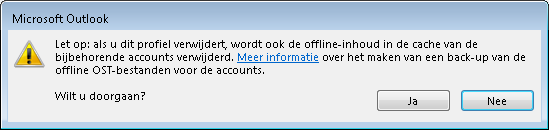 Microsoft Outlook
Let op: als u dit profiel verwijdert, wordt ook de offline-inhoud in de cache van de
bijbehorende accounts verwijderd. Meer informatie over het maken van een back-up van de
offline OST-bestanden voor de accounts.
Wilt u doorgaan?
Ja Nee